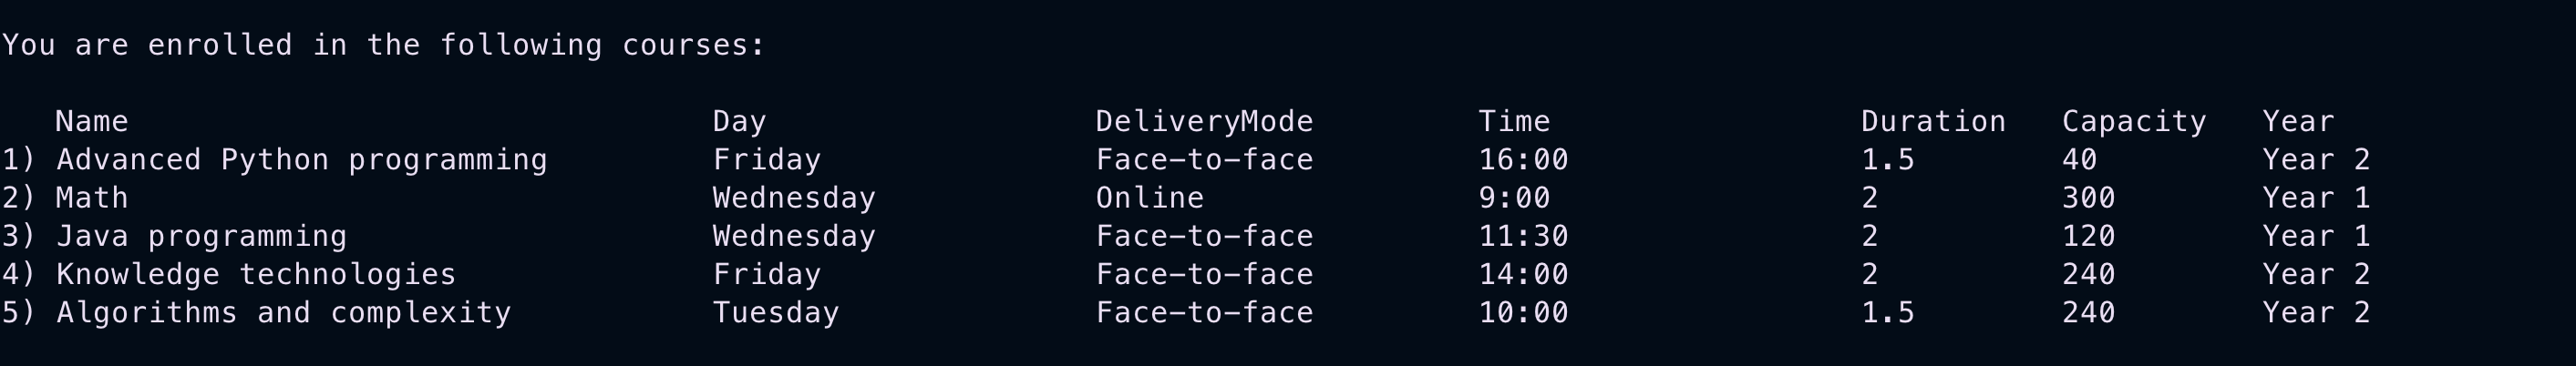 You are enrolled in the following courses:
Name Day DeliveryMode Time Duration Capacity Year
1) Advanced Python programming Friday Face-to-face 16:00 1.5 40 Year 2
2) Math Wednesday Online 9:00 2 300 Year 1
3) Java programming Wednesday Face-to-face 11:30 2 120 Year 1
4) Knowledge technologies Friday Face-to-face 14:00 2 240 Year 2
5) Algorithms and complexity Tuesday Face-to-face 10:00 1.5 240 Year 2